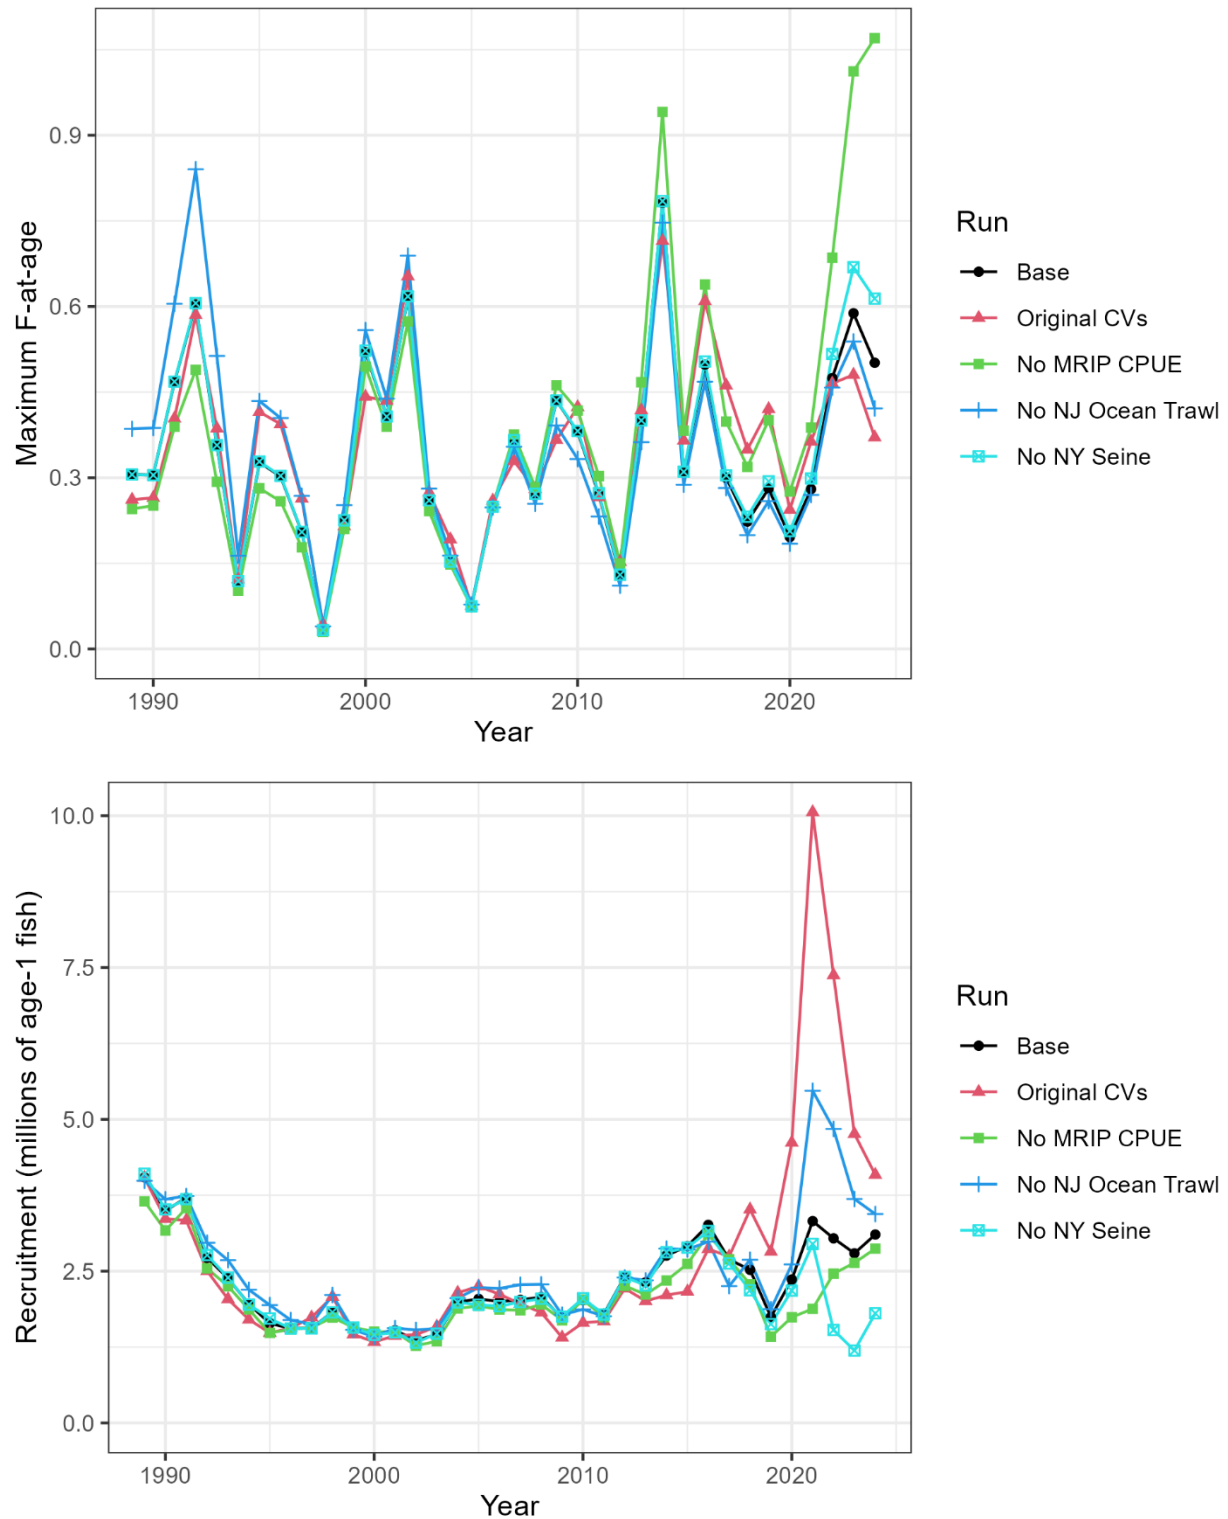 Maximum F-at-age
0.9
0.6
0.3
0.0
1990 2000 2010 2020
Year
Run
Base
Original CVs
No MRIP CPUE
No NJ Ocean Trawl
No NY Seine
Recruitment (millions of age-1 fish)
10.0
7.5
5.0
2.5
0.0
1990 2000 2010 2020
Year
Run
Base
Original CVs
No MRIP CPUE
No NJ Ocean Trawl
No NY Seine